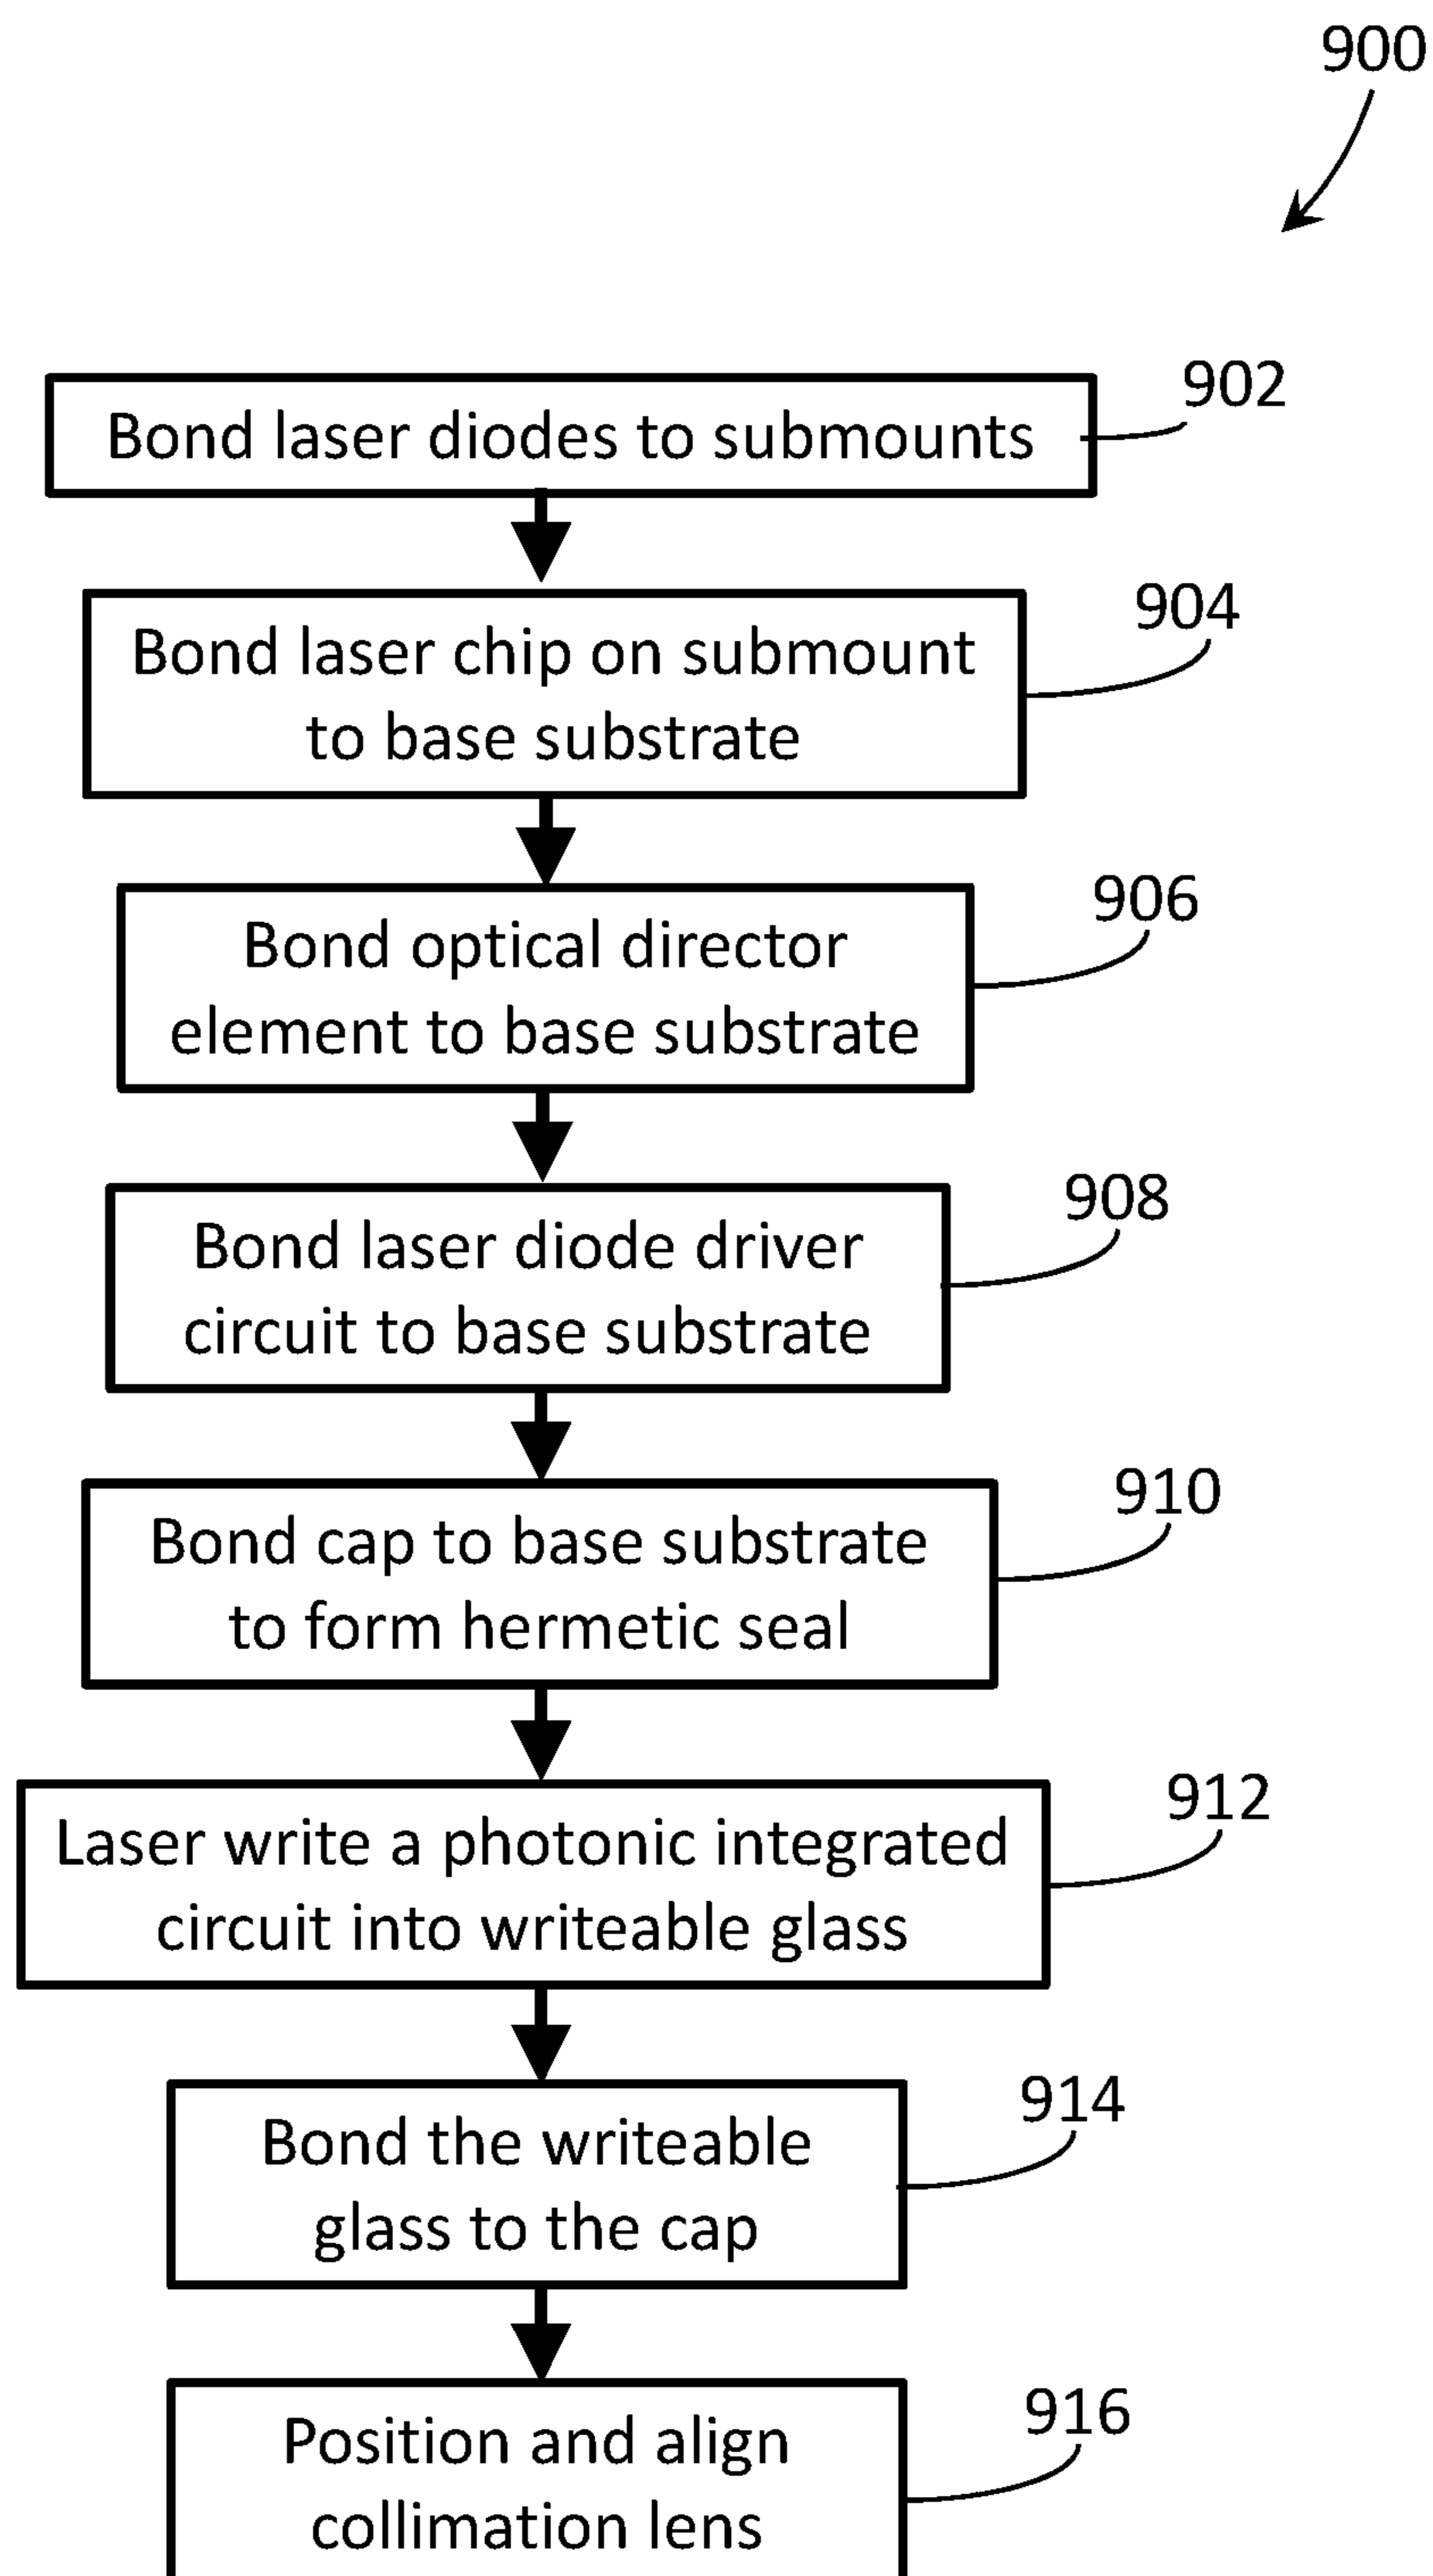 900
Bond laser diodes to submounts
902
Bond laser chip on submount
to base substrate
904
Bond optical director
element to base substrate
906
Bond laser diode driver
circuit to base substrate
908
Bond cap to base substrate
to form hermetic seal
910
Laser write a photonic integrated
circuit into writeable glass
912
Bond the writeable
glass to the cap
914
Position and align
collimation lens
916